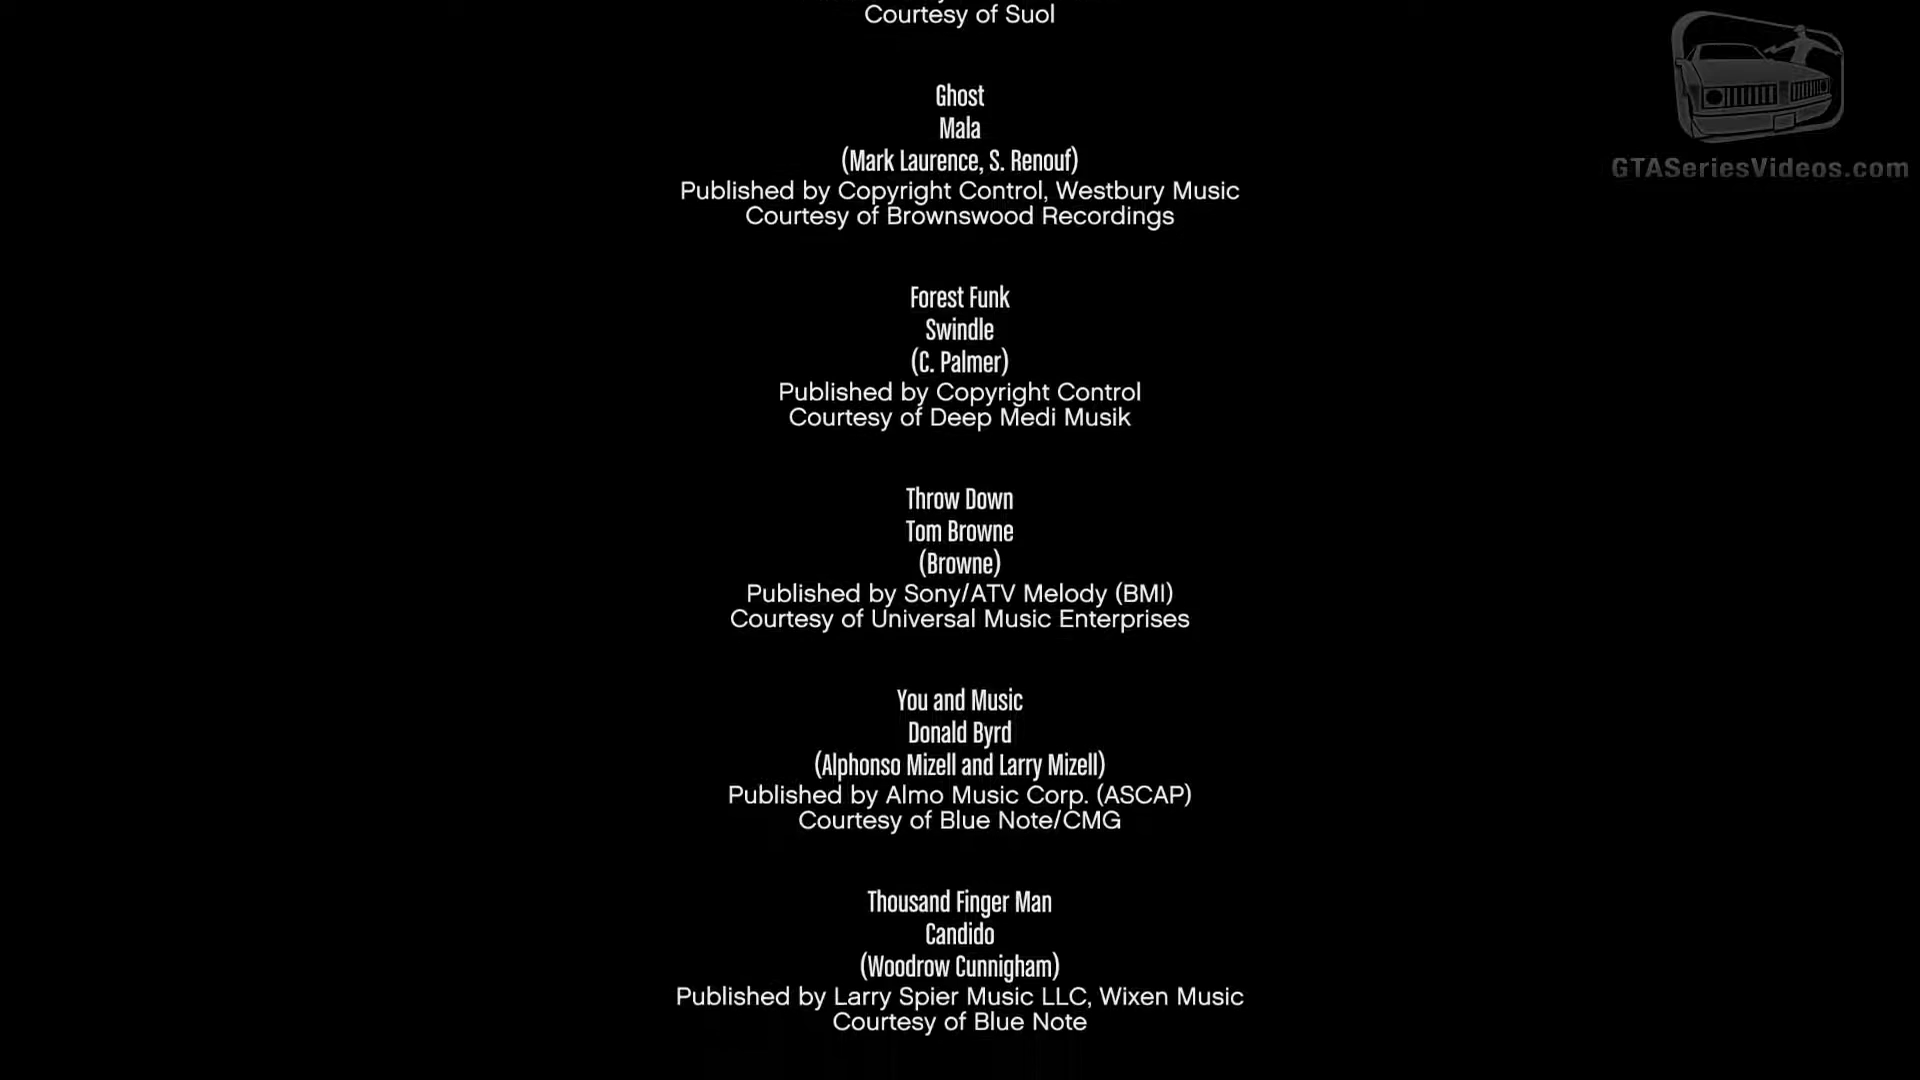 Courtesy of Suol
GTASeriesVideos.com
Ghost
Mala
(Mark Laurence, S. Renouf)
Published by Copyright Control, Westbury Music
Courtesy of Brownswood Recordings
Forest Funk
Swindle
(C. Palmer)
Published by Copyright Control
Courtesy of Deep Medi Musik
Throw Down
Tom Browne
(Browne)
Published by Sony/ATV Melody (BMI)
Courtesy of Universal Music Enterprises
You and Music
Donald Byrd
(Alphonso Mizell and Larry Mizell)
Published by Almo Music Corp. (ASCAP)
Courtesy of Blue Note/CMG
Thousand Finger Man
Candido
(Woodrow Cunnigham)
Published by Larry Spier Music LLC, Wixen Music
Courtesy of Blue Note